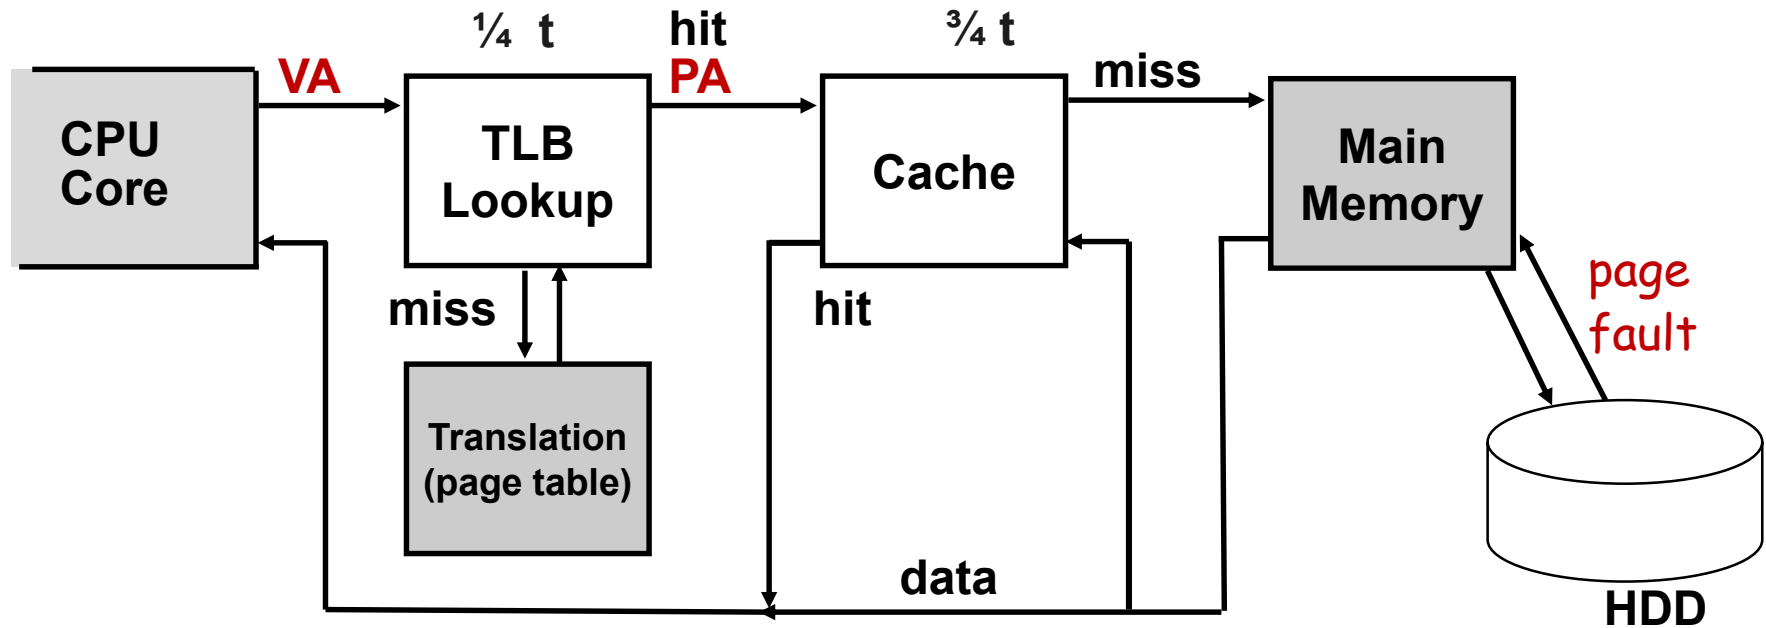 ¼ t
hit
¾ t
VA
PA
miss
CPU
Core
TLB
Lookup
Cache
Main
Memory
miss
hit
page
fault
Translation
(page table)
data
HDD